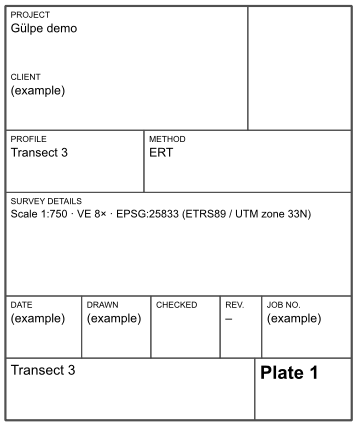 PROJECT
Gülpe demo
CLIENT
(example)
PROFILE
Transect 3
METHOD
ERT
SURVEY DETAILS
Scale 1:750 · VE 8× · EPSG:25833 (ETRS89 / UTM zone 33N)
DATE
(example)
DRAWN
(example)
CHECKED
REV.
–
JOB NO.
(example)
Transect 3
Plate 1